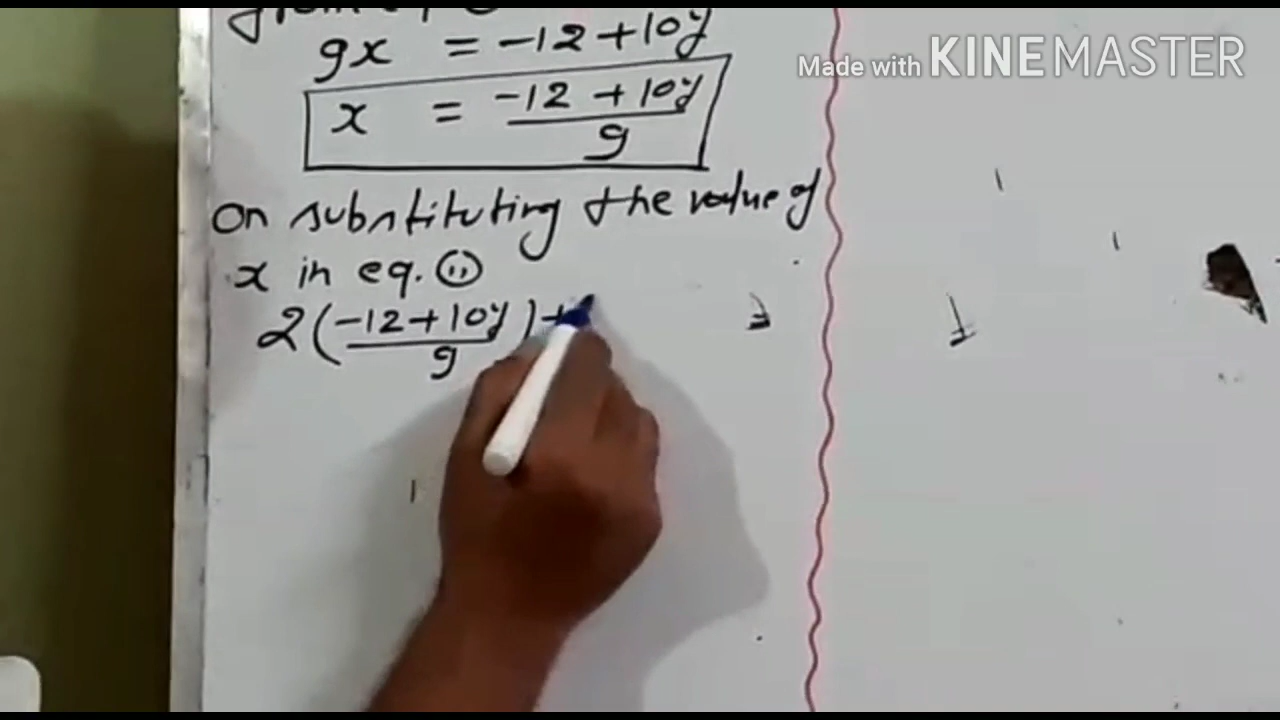 Made with KINEMASTER
9x = -12+10y
x = -12 + 10y / 9
on substituting the value of
x in eq. (ii)
2(-12+10y / 9)+